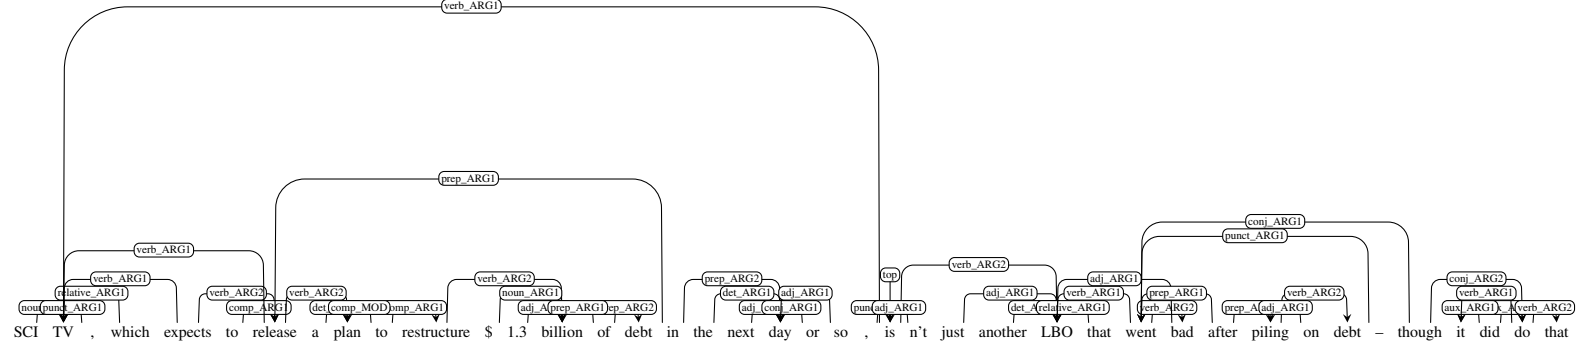 verb_ARG1
prep_ARG1
conj_ARG1
punct_ARG1
verb_ARG1
verb_ARG2
top
verb_ARG1 verb_ARG2 prep_ARG2 adj_ARG1 conj_ARG2
relative_ARG1 verb_ARG2 verb_ARG2 noun_ARG1 det_ARG1 adj_ARG1 adj_ARG1 verb_ARG1 prep_ARG1 verb_ARG2 verb_ARG1
punct_ARG1 comp_ARG1 det comp_MOD prep_ARG1 conj_ARG1 adj_ARG1 relative_ARG1 verb_ARG2 adj_ARG1 aux_ARG1 verb_ARG2
SCI TV , which expects to release a plan to restructure $ 1.3 billion of debt in the next day or so , is n't just another LBO that went bad after piling on debt – though it did do that